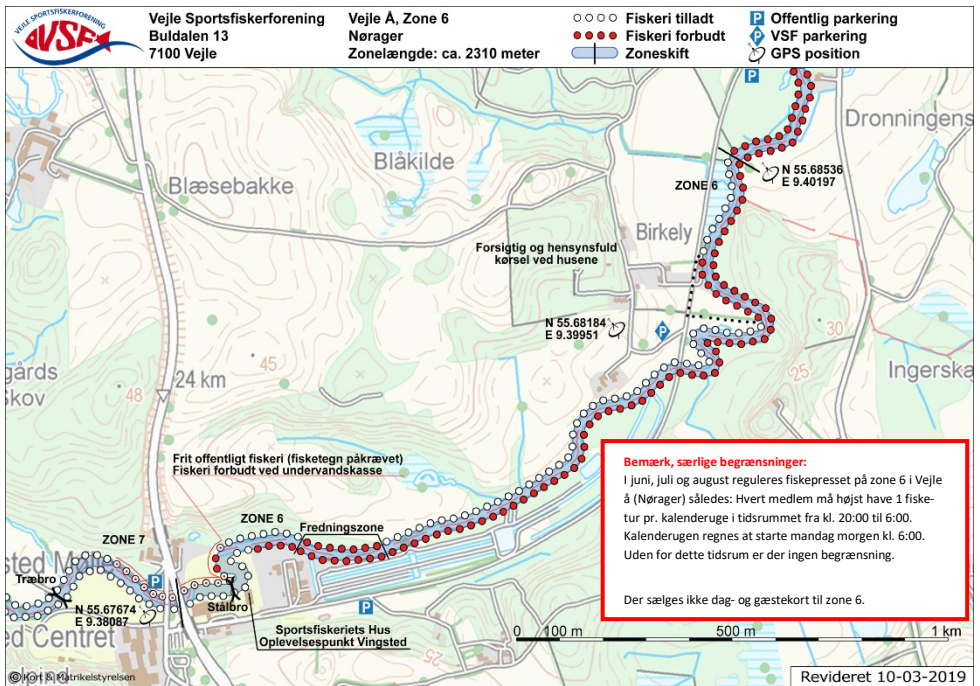 VEJLE SPORTSFISKERFORENING
VSF
Vejle Sportsfiskerforening
Buldalen 13
7100 Vejle
Vejle Å, Zone 6
Nørager
Zonelængde: ca. 2310 meter
Fiskeri tilladt
Fiskeri forbudt
Zoneskift
P Offentlig parkering
P VSF parkering
GPS position
P
Dronningens
Blåkilde
N 55.68536
E 9.40197
ZONE 6
Blæsebakke
Birkely
Forsigtig og hensynsfuld
kørsel ved husene
N 55.68184
E 9.39951
P
30
45
25
Ingerska
gårds
Skov
48
24 km
Frit offentligt fiskeri (fisketegn påkrævet)
Fiskeri forbudt ved undervandskasse
Bemærk, særlige begrænsninger:
I juni, juli og august reguleres fiskepresset på zone 6 i Vejle
å (Nørager) således: Hvert medlem må højst have 1 fiske-
tur pr. kalenderuge i tidsrummet fra kl. 20:00 til 6:00.
Kalenderugen regnes at starte mandag morgen kl. 6:00.
Uden for dette tidsrum er der ingen begrænsning.
Der sælges ikke dag- og gæstekort til zone 6.
ZONE 6
Fredningszone
ZONE 7
sted Mølle
Træbro
P
N 55.67674
E 9.38087
Stålbro
P
ed Centret
Sportsfiskeriets Hus
Oplevelsespunkt Vingsted
0 100 m 500 m 1 km
© Kort & Matrikelstyrelsen
Revideret 10-03-2019